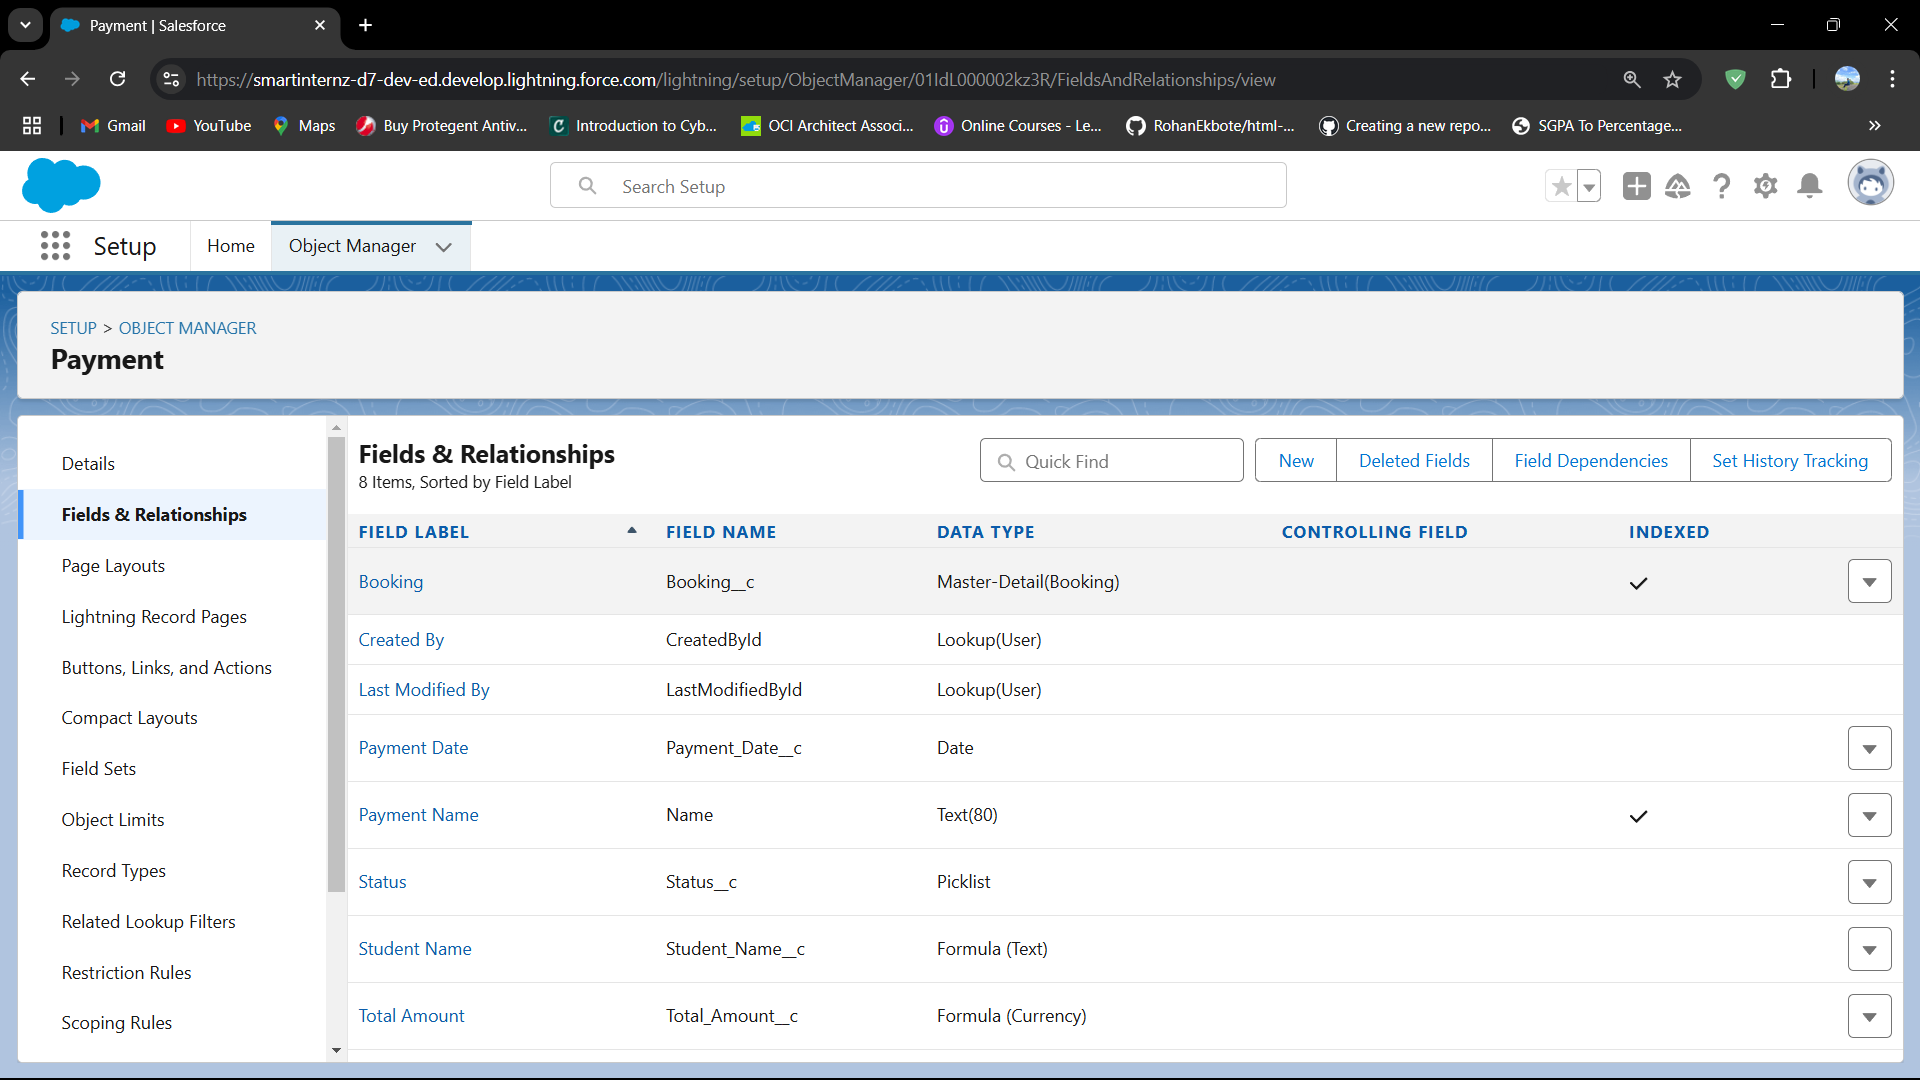 Payment | Salesforce
https://smartinternz-d7-dev-ed.develop.lightning.force.com/lightning/setup/ObjectManager/01IdL000002kz3R/FieldsAndRelationships/view
Gmail YouTube Maps Buy Protegent Antiv... Introduction to Cyb... OCI Architect Associ... Online Courses - Le... RohanEkbote/html-... Creating a new repo... SGPA To Percentage...
Search Setup
Setup Home Object Manager
SETUP > OBJECT MANAGER
Payment
Details
Fields & Relationships
Page Layouts
Lightning Record Pages
Buttons, Links, and Actions
Compact Layouts
Field Sets
Object Limits
Record Types
Related Lookup Filters
Restriction Rules
Scoping Rules
Fields & Relationships
8 Items, Sorted by Field Label
Quick Find New Deleted Fields Field Dependencies Set History Tracking
FIELD LABEL FIELD NAME DATA TYPE CONTROLLING FIELD INDEXED
Booking Booking__c Master-Detail(Booking)
Created By CreatedById Lookup(User)
Last Modified By LastModifiedById Lookup(User)
Payment Date Payment_Date__c Date
Payment Name Name Text(80)
Status Status__c Picklist
Student Name Student_Name__c Formula (Text)
Total Amount Total_Amount__c Formula (Currency)